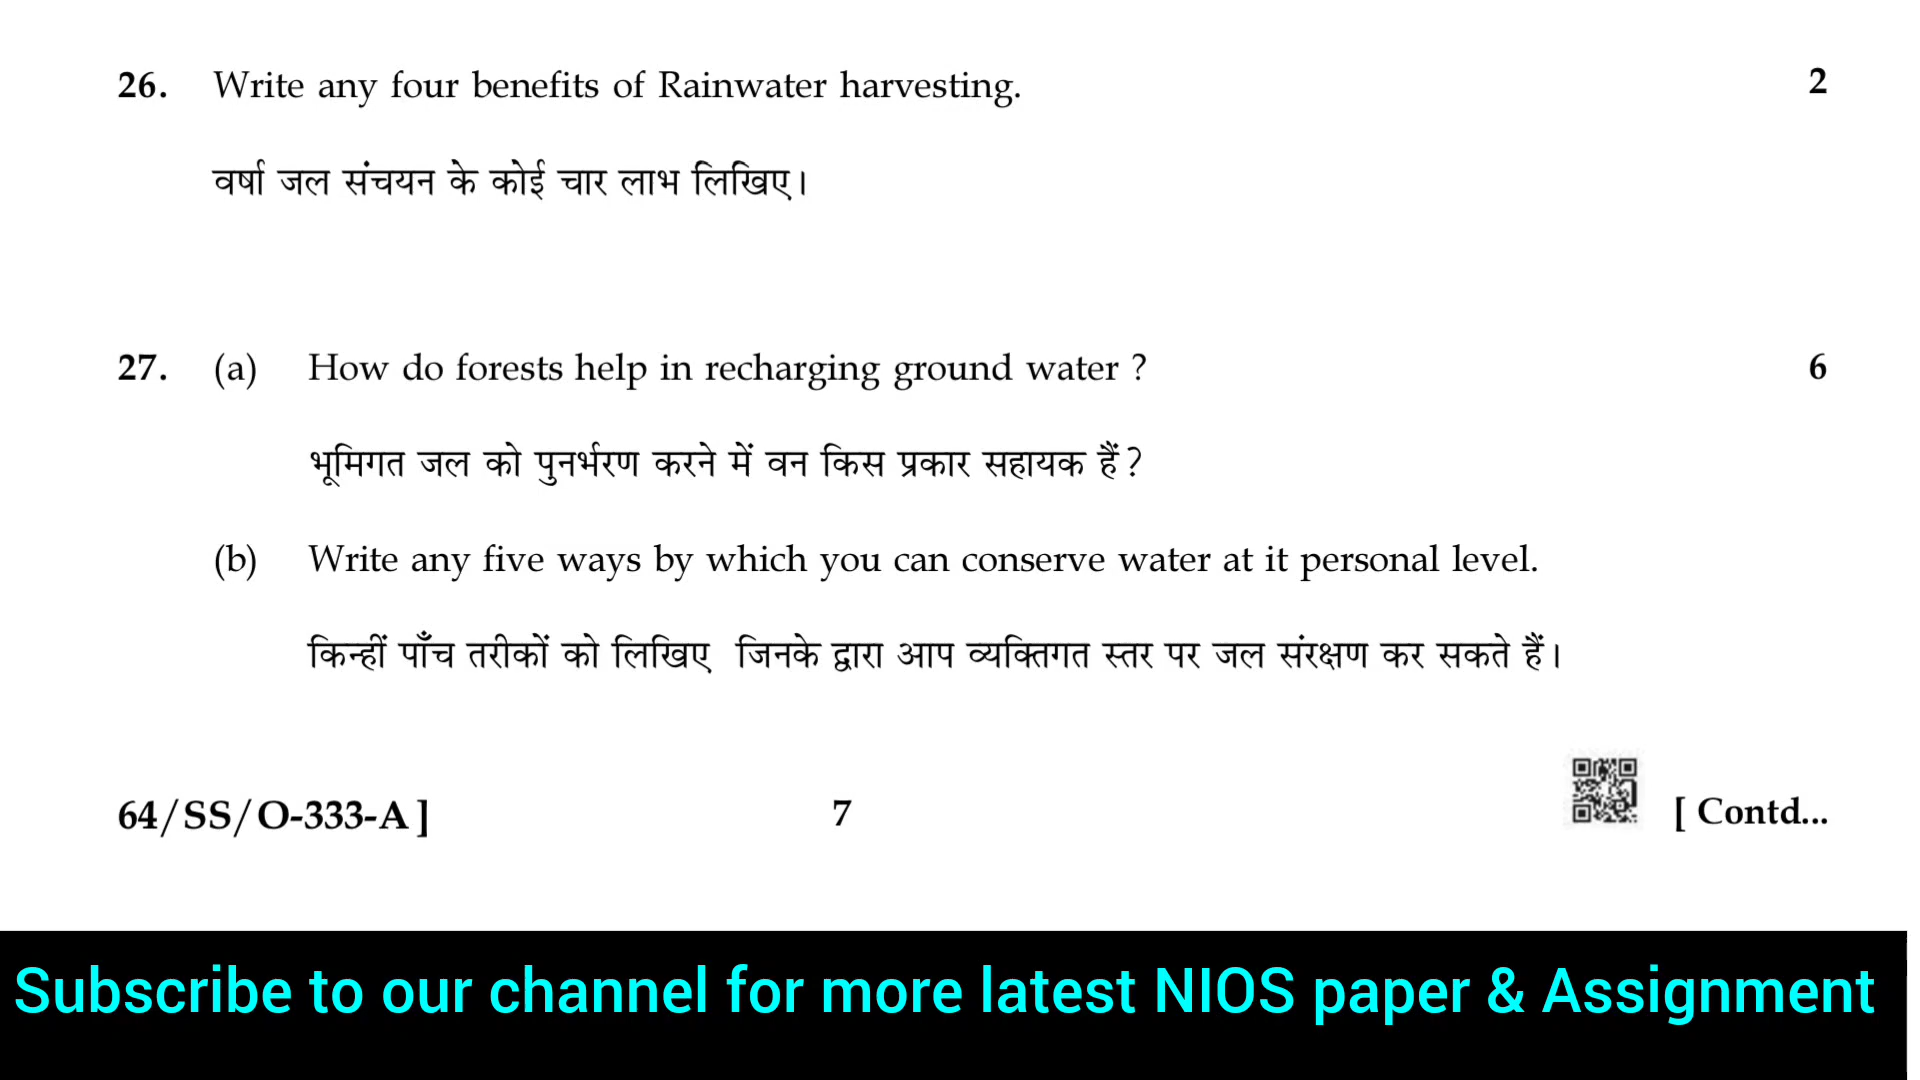 26. Write any four benefits of Rainwater harvesting. 2
वर्षा जल संचयन के कोई चार लाभ लिखिए।
27. (a) How do forests help in recharging ground water ? 6
भूमिगत जल को पुनर्भरण करने में वन किस प्रकार सहायक हैं?
(b) Write any five ways by which you can conserve water at it personal level.
किन्हीं पाँच तरीकों को लिखिए जिनके द्वारा आप व्यक्तिगत स्तर पर जल संरक्षण कर सकते हैं।
64/SS/O-333-A ] 7 [ Contd...
Subscribe to our channel for more latest NIOS paper & Assignment